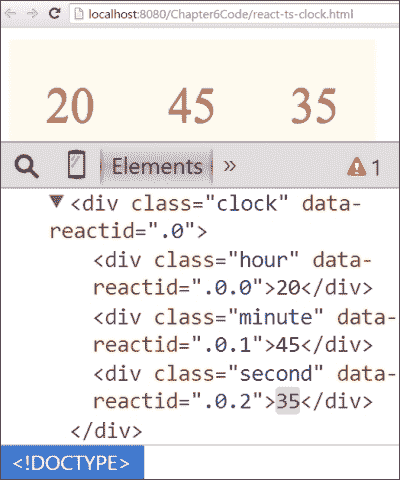 localhost:8080/Chapter6Code/react-ts-clock.html
20 45 35
Elements » 1
▼ <div class="clock" data-
reactid=".0">
<div class="hour" data-
reactid=".0.0">20</div>
<div class="minute" data-
reactid=".0.1">45</div>
<div class="second" data-
reactid=".0.2">35</div>
</div>
<!DOCTYPE>